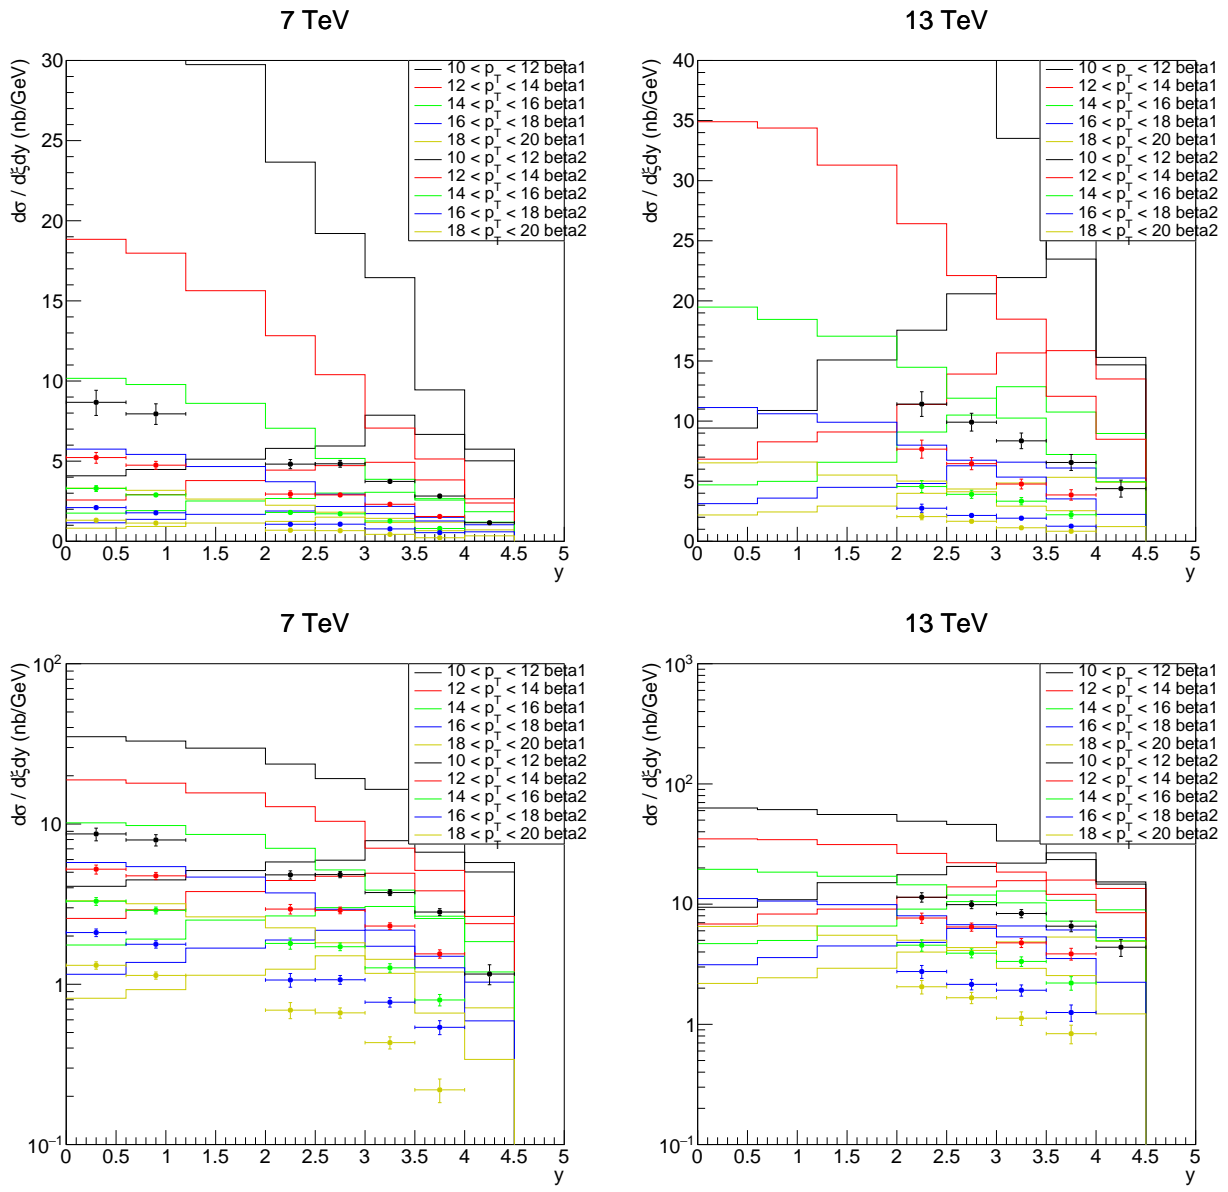 7 TeV
dσ / dξdy (nb/GeV)
30
25
20
15
10
5
0
0 0.5 1 1.5 2 2.5 3 3.5 4 4.5 5
y
10 < p_T < 12 beta1
12 < p_T < 14 beta1
14 < p_T < 16 beta1
16 < p_T < 18 beta1
18 < p_T < 20 beta1
10 < p_T < 12 beta2
12 < p_T < 14 beta2
14 < p_T < 16 beta2
16 < p_T < 18 beta2
18 < p_T < 20 beta2
13 TeV
dσ / dξdy (nb/GeV)
40
35
30
25
20
15
10
5
0
0 0.5 1 1.5 2 2.5 3 3.5 4 4.5 5
y
10 < p_T < 12 beta1
12 < p_T < 14 beta1
14 < p_T < 16 beta1
16 < p_T < 18 beta1
18 < p_T < 20 beta1
10 < p_T < 12 beta2
12 < p_T < 14 beta2
14 < p_T < 16 beta2
16 < p_T < 18 beta2
18 < p_T < 20 beta2
7 TeV
dσ / dξdy (nb/GeV)
10²
10
1
10⁻¹
0 0.5 1 1.5 2 2.5 3 3.5 4 4.5 5
y
10 < p_T < 12 beta1
12 < p_T < 14 beta1
14 < p_T < 16 beta1
16 < p_T < 18 beta1
18 < p_T < 20 beta1
10 < p_T < 12 beta2
12 < p_T < 14 beta2
14 < p_T < 16 beta2
16 < p_T < 18 beta2
18 < p_T < 20 beta2
13 TeV
dσ / dξdy (nb/GeV)
10³
10²
10
1
10⁻¹
0 0.5 1 1.5 2 2.5 3 3.5 4 4.5 5
y
10 < p_T < 12 beta1
12 < p_T < 14 beta1
14 < p_T < 16 beta1
16 < p_T < 18 beta1
18 < p_T < 20 beta1
10 < p_T < 12 beta2
12 < p_T < 14 beta2
14 < p_T < 16 beta2
16 < p_T < 18 beta2
18 < p_T < 20 beta2